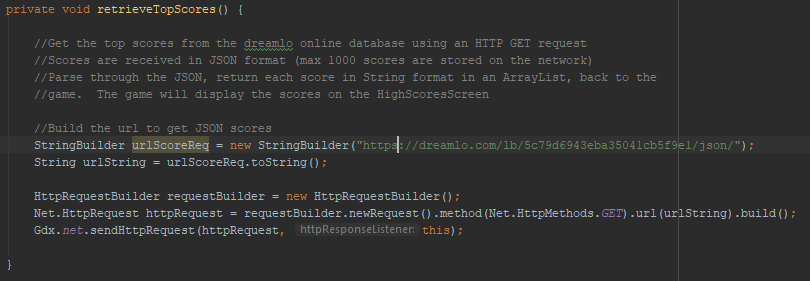 private void retrieveTopScores() {
//Get the top scores from the dreamlo online database using an HTTP GET request
//Scores are received in JSON format (max 1000 scores are stored on the network)
//Parse through the JSON, return each score in String format in an ArrayList, back to the
//game.  The game will display the scores on the HighScoresScreen
//Build the url to get JSON scores
StringBuilder urlScoreReq = new StringBuilder("https://dreamlo.com/lb/5c79d6943eba35041cb5f9e1/json/");
String urlString = urlScoreReq.toString();
HttpRequestBuilder requestBuilder = new HttpRequestBuilder();
Net.HttpRequest httpRequest = requestBuilder.newRequest().method(Net.HttpMethods.GET).url(urlString).build();
Gdx.net.sendHttpRequest(httpRequest, httpResponseListener: this);
}